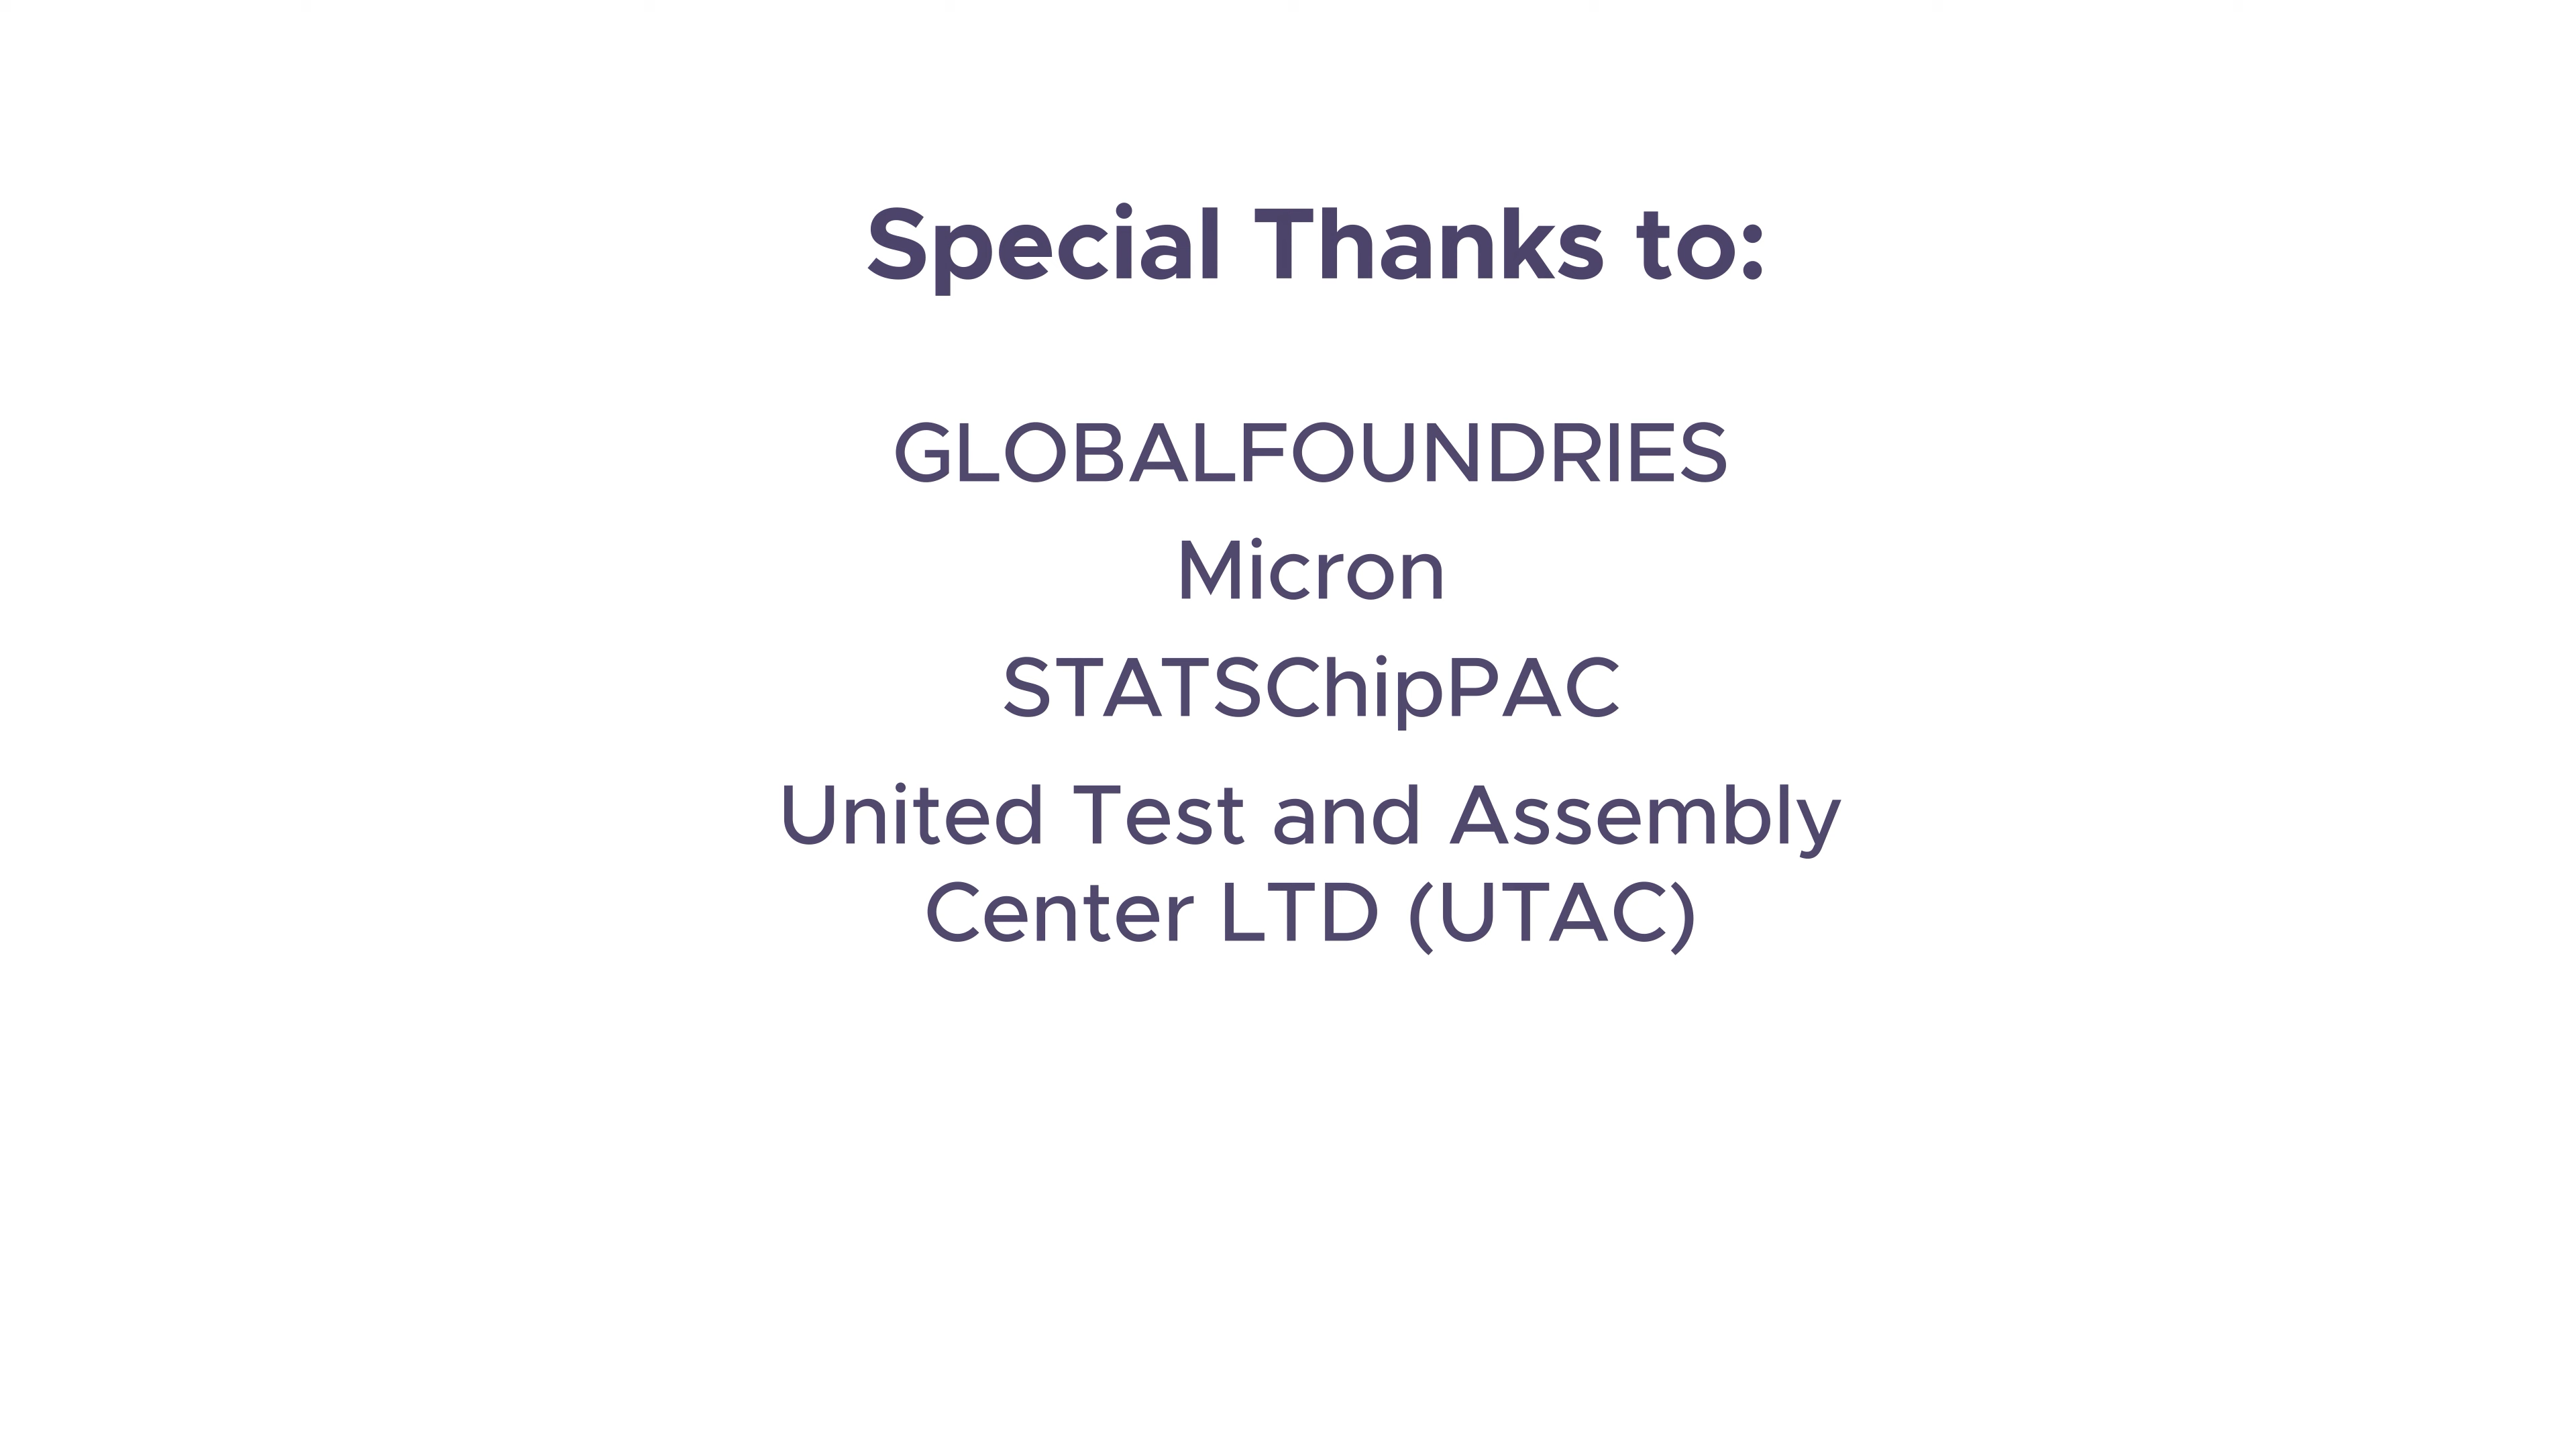 Special Thanks to:
GLOBALFOUNDRIES
Micron
STATSChipPAC
United Test and Assembly
Center LTD (UTAC)